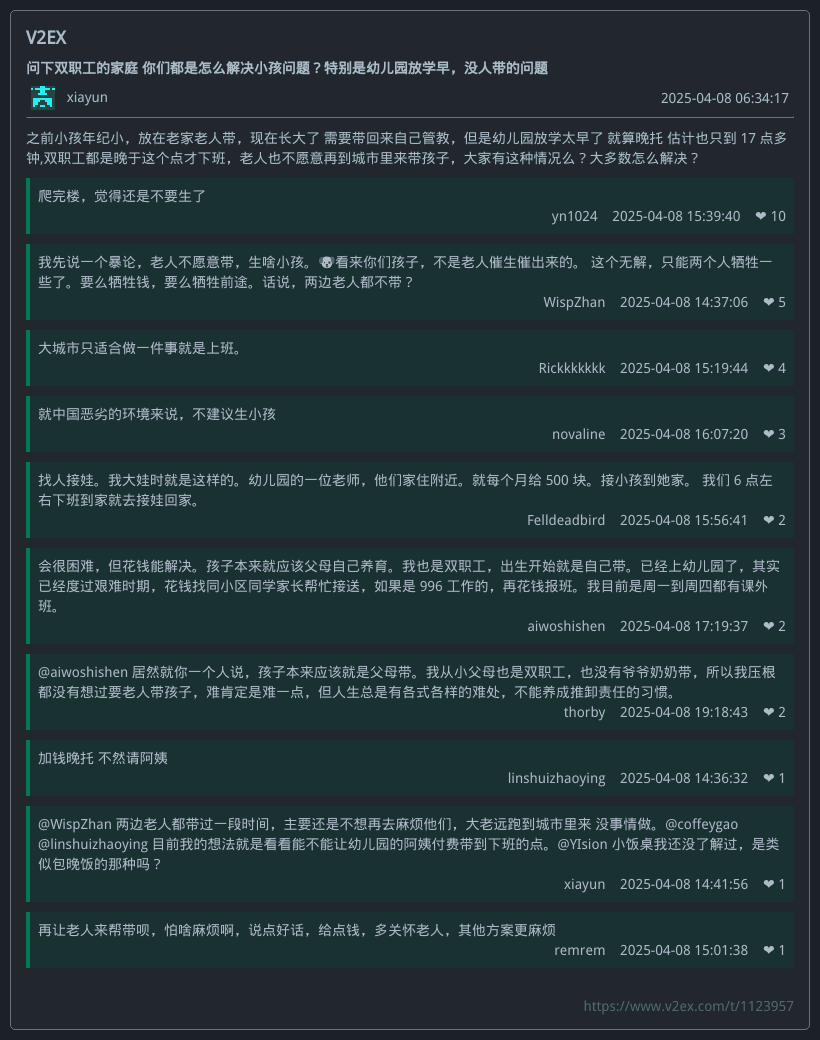 V2EX
问下双职工的家庭 你们都是怎么解决小孩问题？特别是幼儿园放学早，没人带的问题
xiayun 2025-04-08 06:34:17
之前小孩年纪小，放在老家老人带，现在长大了 需要带回来自己管教，但是幼儿园放学太早了 就算晚托 估计也只到 17 点多
钟,双职工都是晚于这个点才下班，老人也不愿意再到城市里来带孩子，大家有这种情况么？大多数怎么解决？
爬完楼，觉得还是不要生了
yn1024 2025-04-08 15:39:40 ❤ 10
我先说一个暴论，老人不愿意带，生啥小孩。🐶看来你们孩子，不是老人催生催出来的。 这个无解，只能两个人牺牲一
些了。要么牺牲钱，要么牺牲前途。话说，两边老人都不带？
WispZhan 2025-04-08 14:37:06 ❤ 5
大城市只适合做一件事就是上班。
Rickkkkkkk 2025-04-08 15:19:44 ❤ 4
就中国恶劣的环境来说，不建议生小孩
novaline 2025-04-08 16:07:20 ❤ 3
找人接娃。我大娃时就是这样的。幼儿园的一位老师，他们家住附近。就每个月给 500 块。接小孩到她家。 我们 6 点左
右下班到家就去接娃回家。
Felldeadbird 2025-04-08 15:56:41 ❤ 2
会很困难，但花钱能解决。孩子本来就应该父母自己养育。我也是双职工，出生开始就是自己带。已经上幼儿园了，其实
已经度过艰难时期，花钱找同小区同学家长帮忙接送，如果是 996 工作的，再花钱报班。我目前是周一到周四都有课外
班。
aiwoshishen 2025-04-08 17:19:37 ❤ 2
@aiwoshishen 居然就你一个人说，孩子本来应该就是父母带。我从小父母也是双职工，也没有爷爷奶奶带，所以我压根
都没有想过要老人带孩子，难肯定是难一点，但人生总是有各式各样的难处，不能养成推卸责任的习惯。
thorby 2025-04-08 19:18:43 ❤ 2
加钱晚托 不然请阿姨
linshuizhaoying 2025-04-08 14:36:32 ❤ 1
@WispZhan 两边老人都带过一段时间，主要还是不想再去麻烦他们，大老远跑到城市里来 没事情做。@coffeygao
@linshuizhaoying 目前我的想法就是看看能不能让幼儿园的阿姨付费带到下班的点。@YIsion 小饭桌我还没了解过，是类
似包晚饭的那种吗？
xiayun 2025-04-08 14:41:56 ❤ 1
再让老人来帮带呗，怕啥麻烦啊，说点好话，给点钱，多关怀老人，其他方案更麻烦
remrem 2025-04-08 15:01:38 ❤ 1
https://www.v2ex.com/t/1123957